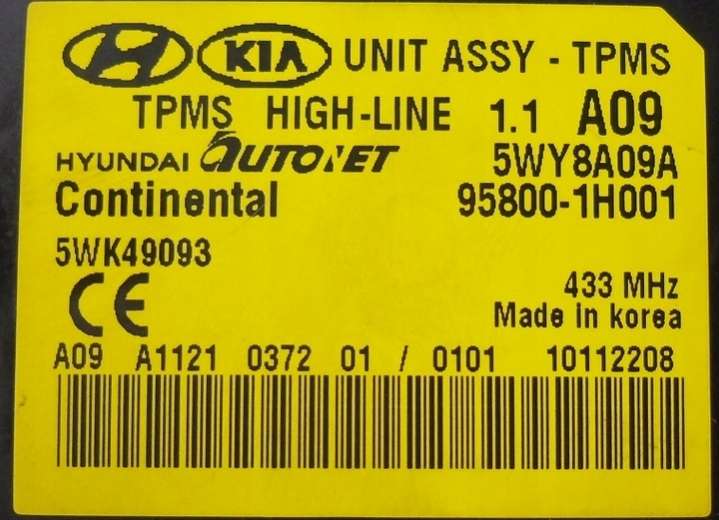 KIA UNIT ASSY - TPMS
TPMS HIGH-LINE 1.1 A09
HYUNDAI AUTONET 5WY8A09A
Continental 95800-1H001
5WK49093
CE 433 MHz
Made in korea
A09 A1121 0372 01 / 0101 10112208